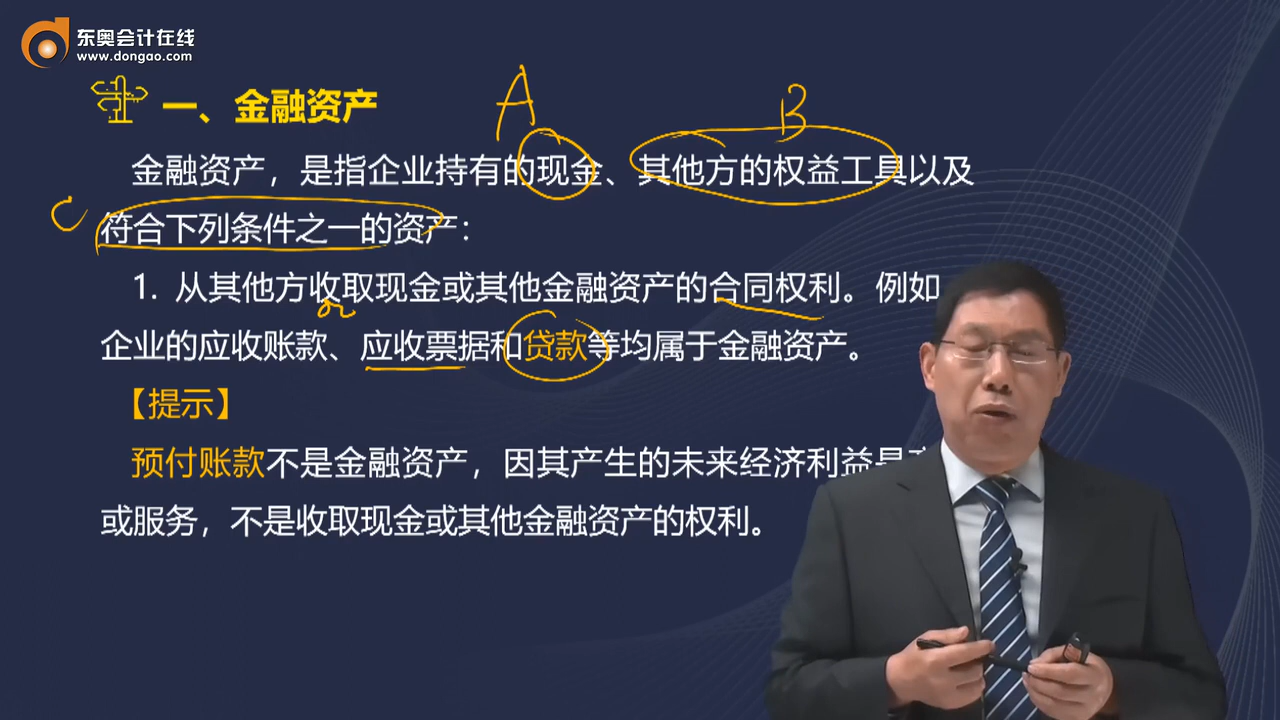 东奥会计在线
www.dongao.com
一、金融资产
A
B
金融资产，是指企业持有的现金、其他方的权益工具以及
C
符合下列条件之一的资产：
1. 从其他方收取现金或其他金融资产的合同权利。例如
or
企业的应收账款、应收票据和贷款等均属于金融资产。
【提示】
预付账款不是金融资产，因其产生的未来经济利益是
或服务，不是收取现金或其他金融资产的权利。